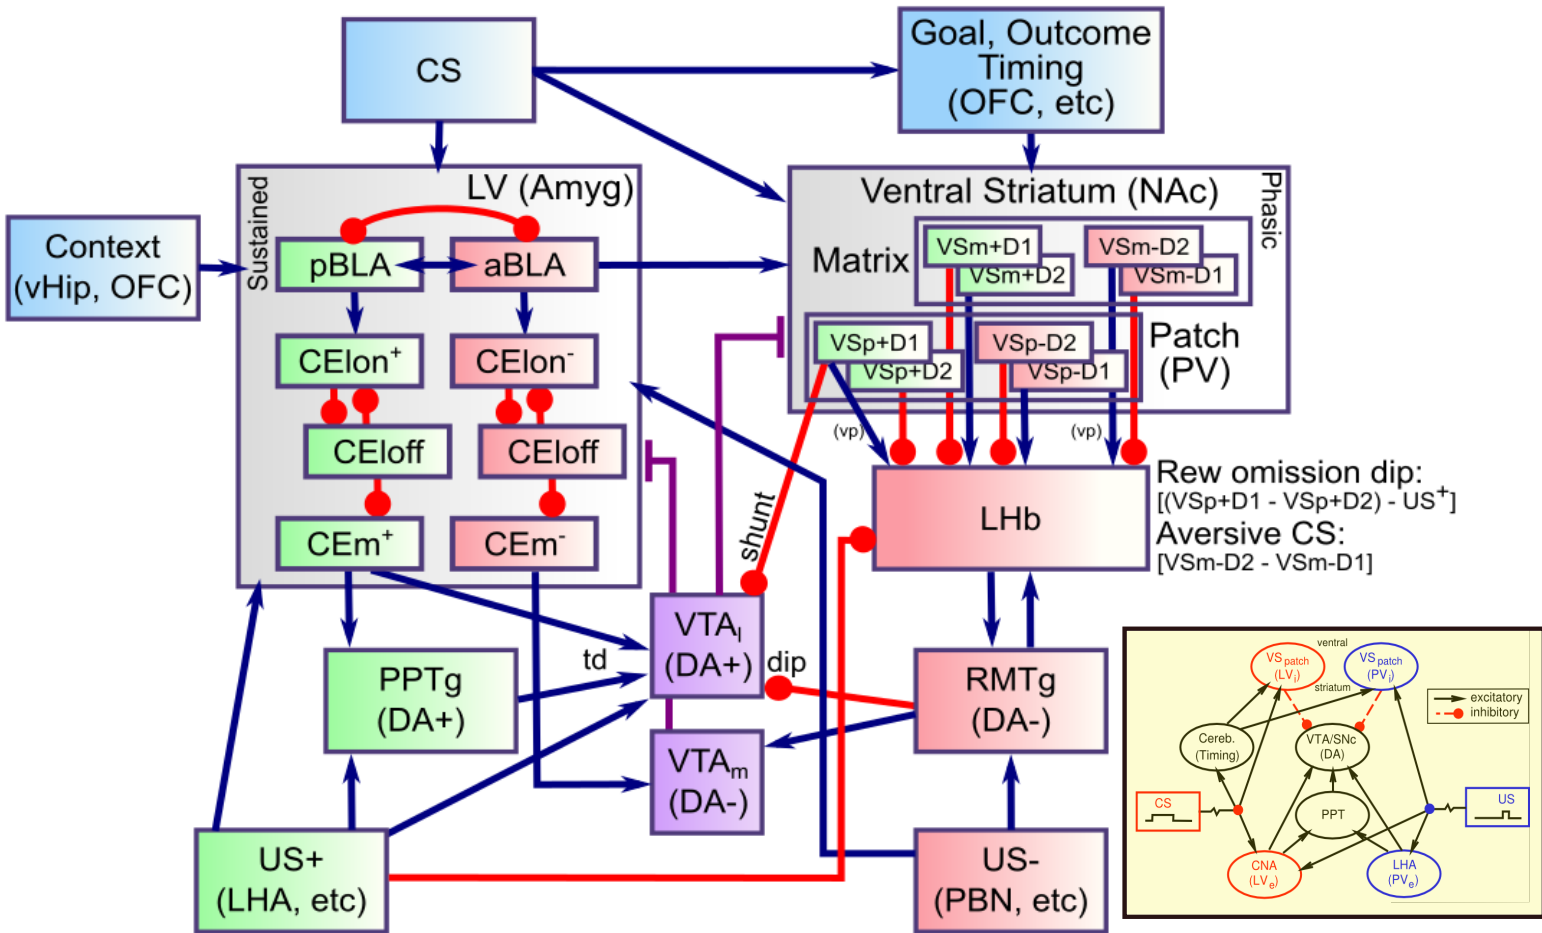 CS
Goal, Outcome
Timing
(OFC, etc)
Context
(vHip, OFC)
Sustained
LV (Amyg)
pBLA
aBLA
CElon⁺
CElon⁻
CEloff
CEloff
CEm⁺
CEm⁻
Ventral Striatum (NAc)
Phasic
Matrix
VSm+D1
VSm+D2
VSm-D2
VSm-D1
Patch
(PV)
VSp+D1
VSp+D2
VSp-D2
VSp-D1
(vp)
(vp)
shunt
LHb
Rew omission dip:
[(VSp+D1 - VSp+D2) - US⁺]
Aversive CS:
[VSm-D2 - VSm-D1]
PPTg
(DA+)
td
VTAₗ
(DA+)
dip
RMTg
(DA-)
VTAₘ
(DA-)
US+
(LHA, etc)
US-
(PBN, etc)
ventral
VS patch
(LVᵢ)
VS patch
(PVᵢ)
striatum
excitatory
inhibitory
Cereb.
(Timing)
VTA/SNc
(DA)
CS
US
PPT
CNA
(LVₑ)
LHA
(PVₑ)